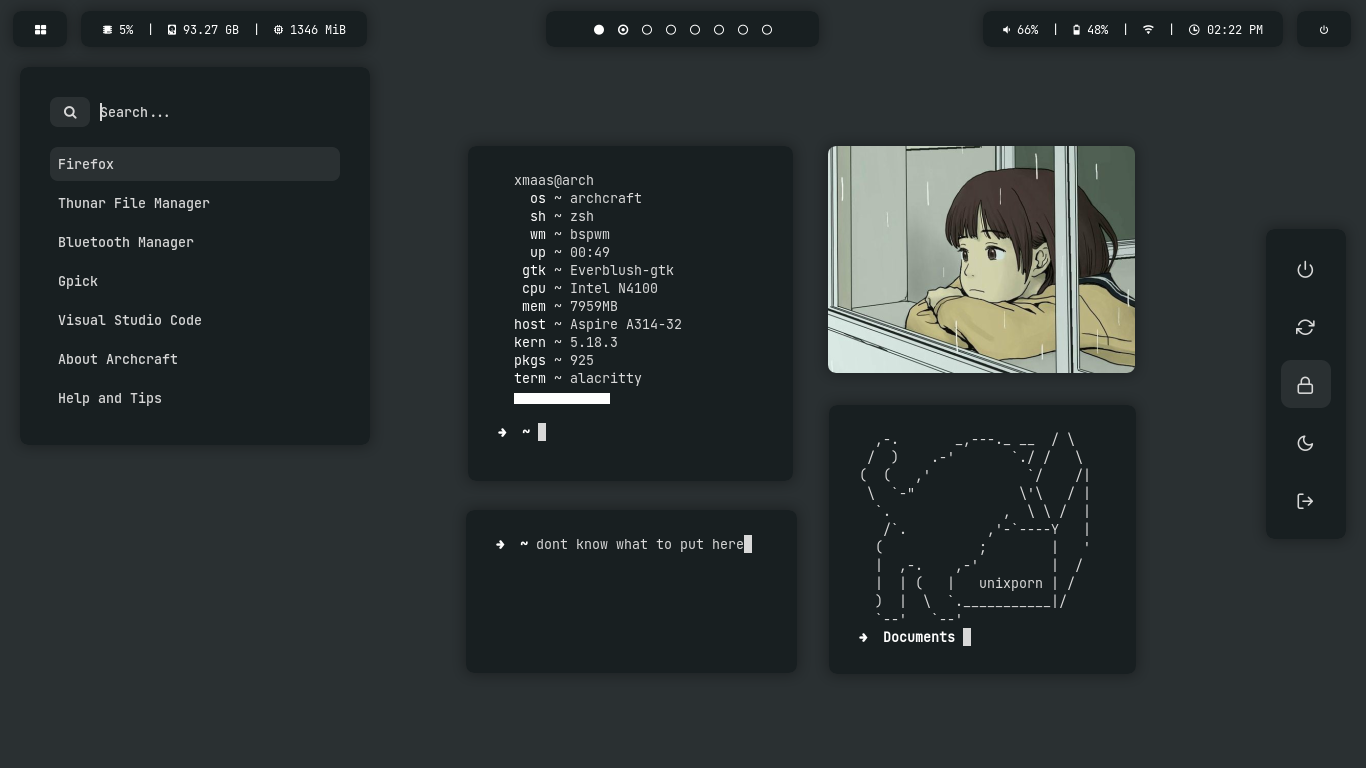 5% | 93.27 GB | 1346 MiB
66% | 48% | | 02:22 PM
Search...
Firefox
Thunar File Manager
Bluetooth Manager
Gpick
Visual Studio Code
About Archcraft
Help and Tips
xmaas@arch
os ~ archcraft
sh ~ zsh
wm ~ bspwm
up ~ 00:49
gtk ~ Everblush-gtk
cpu ~ Intel N4100
mem ~ 7959MB
host ~ Aspire A314-32
kern ~ 5.18.3
pkgs ~ 925
term ~ alacritty
➜ ~
➜ ~ dont know what to put here
unixporn
➜ Documents